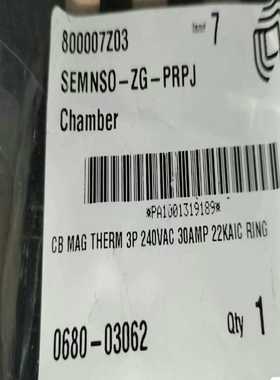 800007Z03
7
SEMNSO-ZG-PRPJ
Chamber
*PA1001319189*
CB MAG THERM 3P 240VAC 30AMP 22KAIC RING
0680-03062
Qty 1